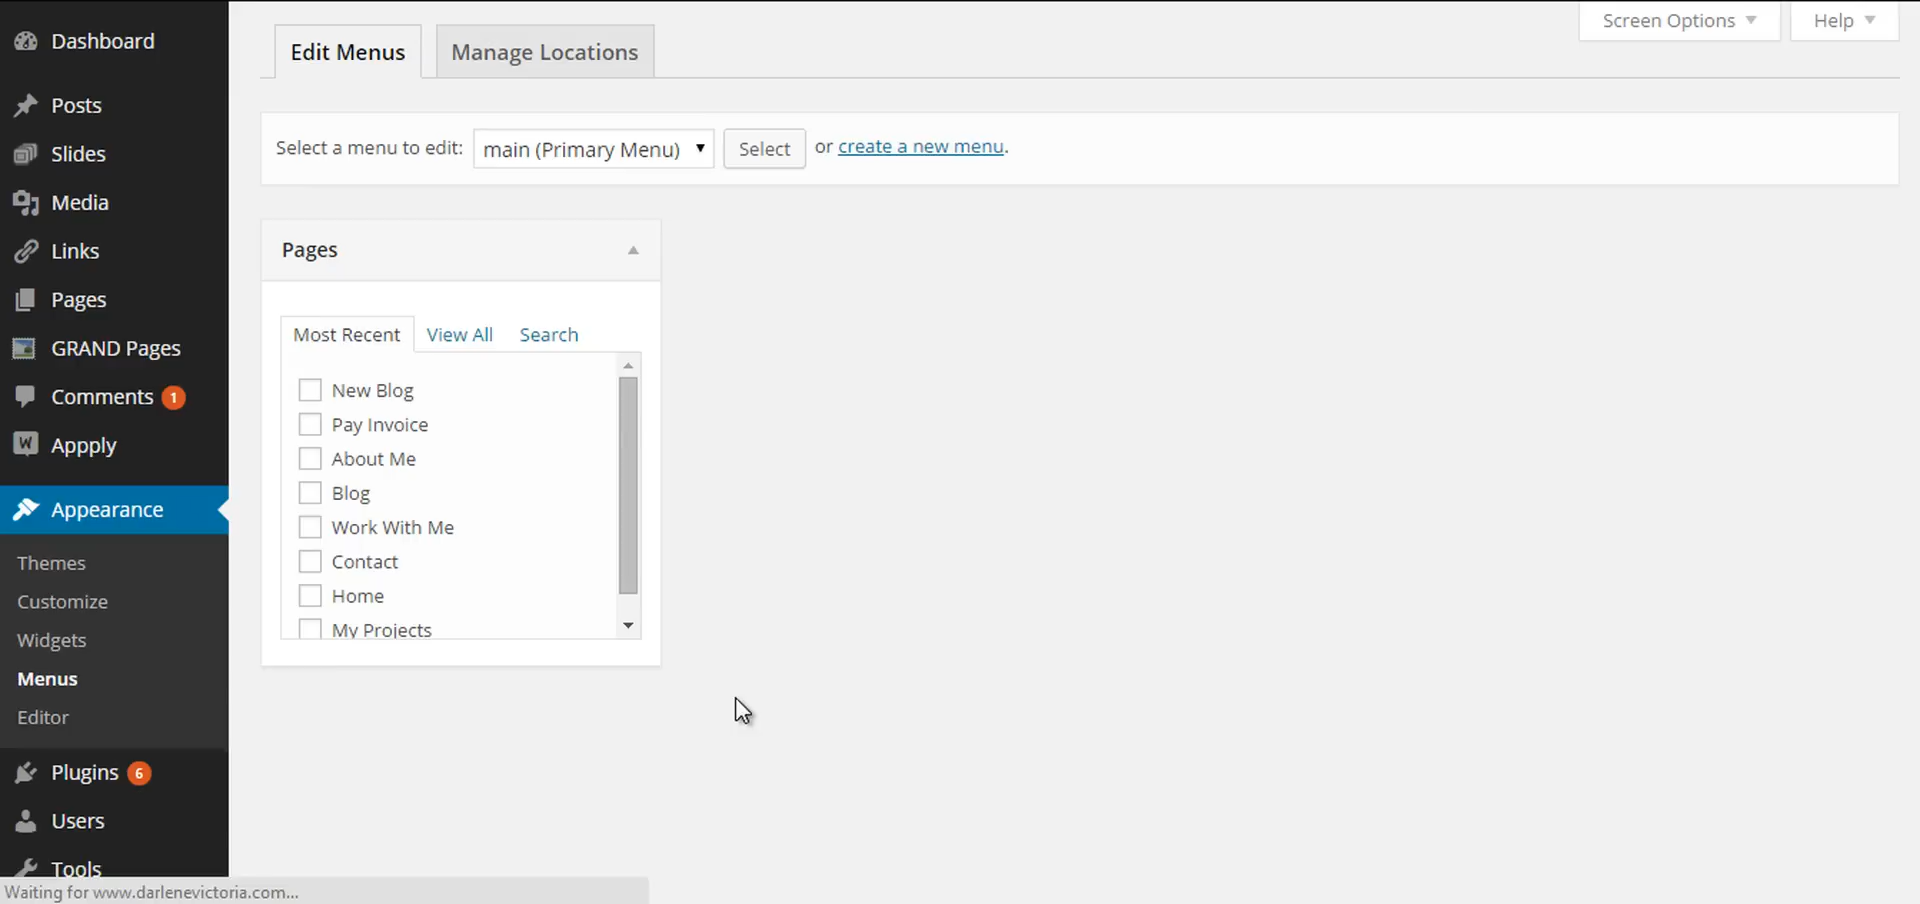 Dashboard
Posts
Slides
Media
Links
Pages
GRAND Pages
Comments 1
Appply
Appearance
Themes
Customize
Widgets
Menus
Editor
Plugins 6
Users
Tools
Screen Options
Help
Edit Menus
Manage Locations
Select a menu to edit: main (Primary Menu) Select or create a new menu.
Pages
Most Recent View All Search
New Blog
Pay Invoice
About Me
Blog
Work With Me
Contact
Home
My Projects
Waiting for www.darlenevictoria.com...